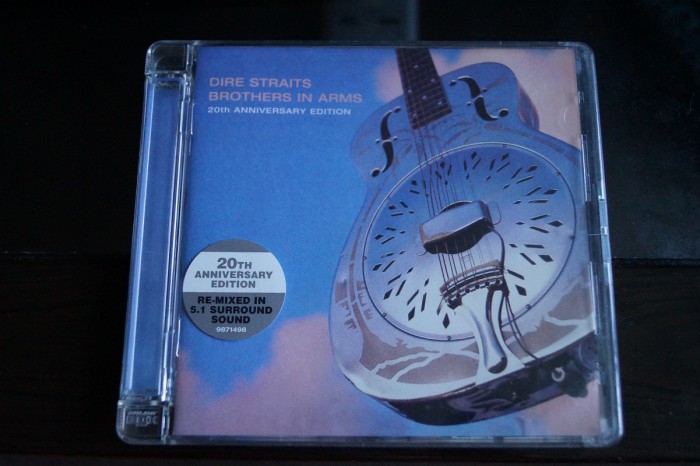 DIRE STRAITS
BROTHERS IN ARMS
20th ANNIVERSARY EDITION
20TH
ANNIVERSARY
EDITION
RE-MIXED IN
5.1 SURROUND
SOUND
9871498